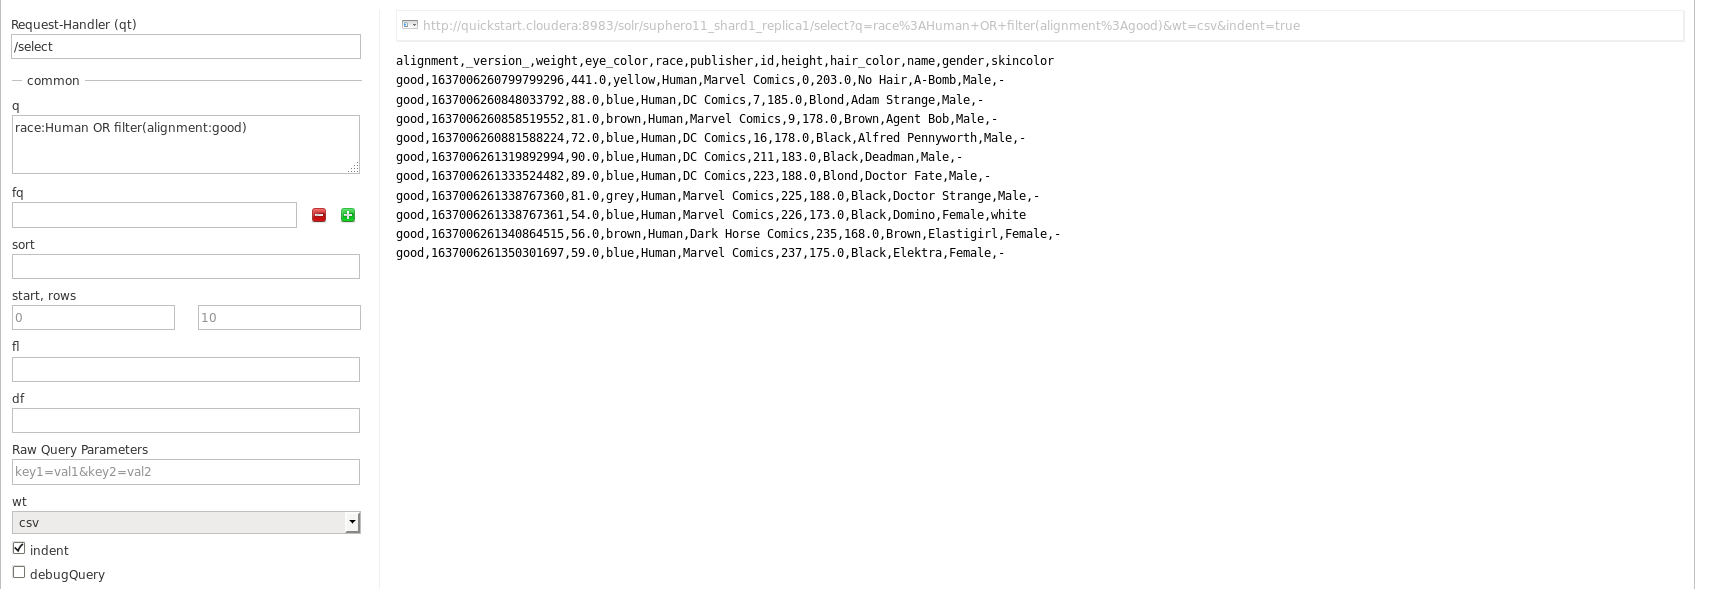 Request-Handler (qt)
/select
common
q
race:Human OR filter(alignment:good)
fq
sort
start, rows
0 10
fl
df
Raw Query Parameters
key1=val1&key2=val2
wt
csv
indent
debugQuery
http://quickstart.cloudera:8983/solr/suphero11_shard1_replica1/select?q=race%3AHuman+OR+filter(alignment%3Agood)&wt=csv&indent=true
alignment,_version_,weight,eye_color,race,publisher,id,height,hair_color,name,gender,skincolor
good,1637006260799799296,441.0,yellow,Human,Marvel Comics,0,203.0,No Hair,A-Bomb,Male,-
good,1637006260848033792,88.0,blue,Human,DC Comics,7,185.0,Blond,Adam Strange,Male,-
good,1637006260858519552,81.0,brown,Human,Marvel Comics,9,178.0,Brown,Agent Bob,Male,-
good,1637006260881588224,72.0,blue,Human,DC Comics,16,178.0,Black,Alfred Pennyworth,Male,-
good,1637006261319892994,90.0,blue,Human,DC Comics,211,183.0,Black,Deadman,Male,-
good,1637006261333524482,89.0,blue,Human,DC Comics,223,188.0,Blond,Doctor Fate,Male,-
good,1637006261338767360,81.0,grey,Human,Marvel Comics,225,188.0,Black,Doctor Strange,Male,-
good,1637006261338767361,54.0,blue,Human,Marvel Comics,226,173.0,Black,Domino,Female,white
good,1637006261340864515,56.0,brown,Human,Dark Horse Comics,235,168.0,Brown,Elastigirl,Female,-
good,1637006261350301697,59.0,blue,Human,Marvel Comics,237,175.0,Black,Elektra,Female,-